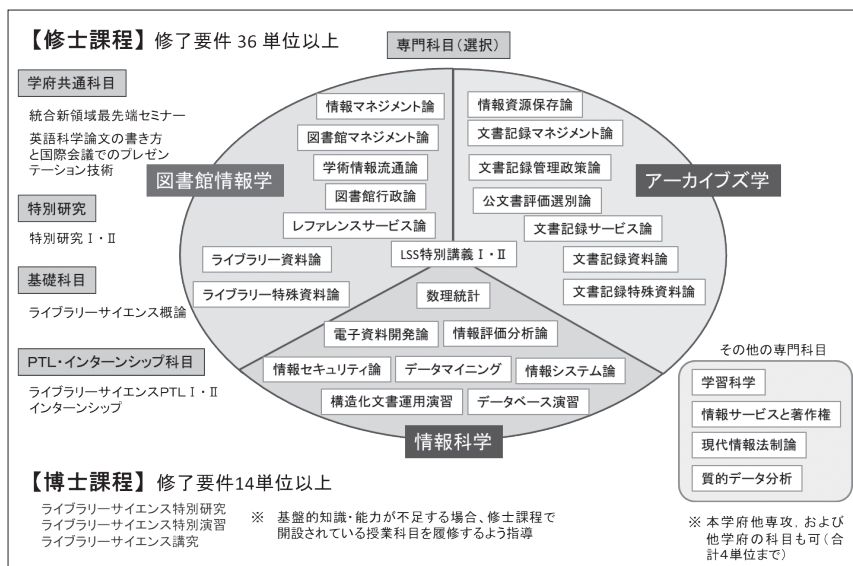 【修士課程】 修了要件 36 単位以上
専門科目(選択)
学府共通科目
統合新領域最先端セミナー
英語科学論文の書き方
と国際会議でのプレゼン
テーション技術
特別研究
特別研究Ⅰ・Ⅱ
基礎科目
ライブラリーサイエンス概論
PTL・インターンシップ科目
ライブラリーサイエンスPTLⅠ・Ⅱ
インターンシップ
図書館情報学
情報マネジメント論
図書館マネジメント論
学術情報流通論
図書館行政論
レファレンスサービス論
ライブラリー資料論
ライブラリー特殊資料論
LSS特別講義Ⅰ・Ⅱ
アーカイブズ学
情報資源保存論
文書記録マネジメント論
文書記録管理政策論
公文書評価選別論
文書記録サービス論
文書記録資料論
文書記録特殊資料論
数理統計
電子資料開発論
情報評価分析論
情報セキュリティ論
データマイニング
情報システム論
構造化文書運用演習
データベース演習
情報科学
その他の専門科目
学習科学
情報サービスと著作権
現代情報法制論
質的データ分析
※ 本学府他専攻、および
他学府の科目も可(合
計4単位まで)
【博士課程】 修了要件14単位以上
ライブラリーサイエンス特別研究
ライブラリーサイエンス特別演習
ライブラリーサイエンス講究
※ 基盤的知識・能力が不足する場合、修士課程で
開設されている授業科目を履修するよう指導